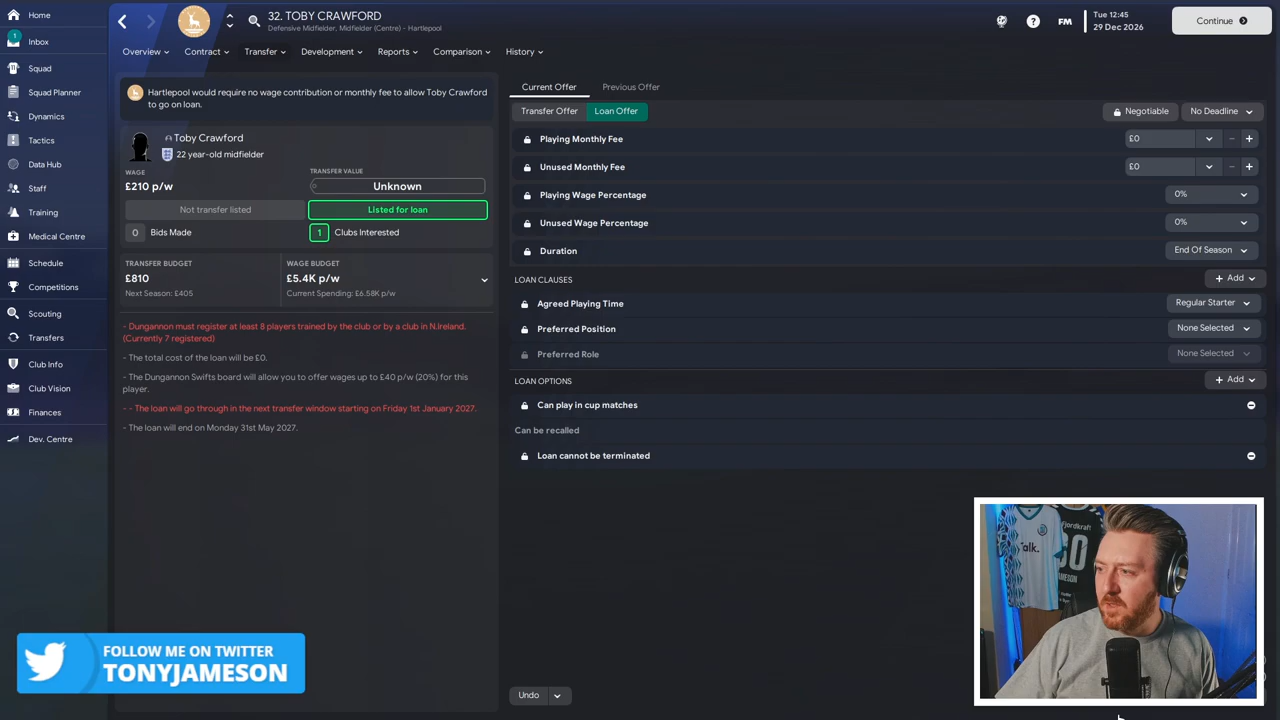 Home
1
Inbox
Squad
Squad Planner
Dynamics
Tactics
Data Hub
Staff
Training
Medical Centre
Schedule
Competitions
Scouting
Transfers
Club Info
Club Vision
Finances
Dev. Centre
32. TOBY CRAWFORD
Defensive Midfielder, Midfielder (Centre) - Hartlepool
FM
Tue 12:45
29 Dec 2026
Continue
Overview
Contract
Transfer
Development
Reports
Comparison
History
Hartlepool would require no wage contribution or monthly fee to allow Toby Crawford
to go on loan.
Toby Crawford
22 year-old midfielder
WAGE
£210 p/w
TRANSFER VALUE
Unknown
Not transfer listed
Listed for loan
0 Bids Made
1 Clubs Interested
TRANSFER BUDGET
£810
Next Season: £405
WAGE BUDGET
£5.4K p/w
Current Spending: £6.58K p/w
- Dungannon must register at least 8 players trained by the club or by a club in N.Ireland.
(Currently 7 registered)
- The total cost of the loan will be £0.
- The Dungannon Swifts board will allow you to offer wages up to £40 p/w (20%) for this
player.
- - The loan will go through in the next transfer window starting on Friday 1st January 2027.
- The loan will end on Monday 31st May 2027.
Current Offer
Previous Offer
Transfer Offer
Loan Offer
Negotiable
No Deadline
Playing Monthly Fee £0
Unused Monthly Fee £0
Playing Wage Percentage 0%
Unused Wage Percentage 0%
Duration End Of Season
LOAN CLAUSES + Add
Agreed Playing Time Regular Starter
Preferred Position None Selected
Preferred Role None Selected
LOAN OPTIONS + Add
Can play in cup matches
Can be recalled
Loan cannot be terminated
Undo
Talk.
JAMESON
FOLLOW ME ON TWITTER
TONYJAMESON